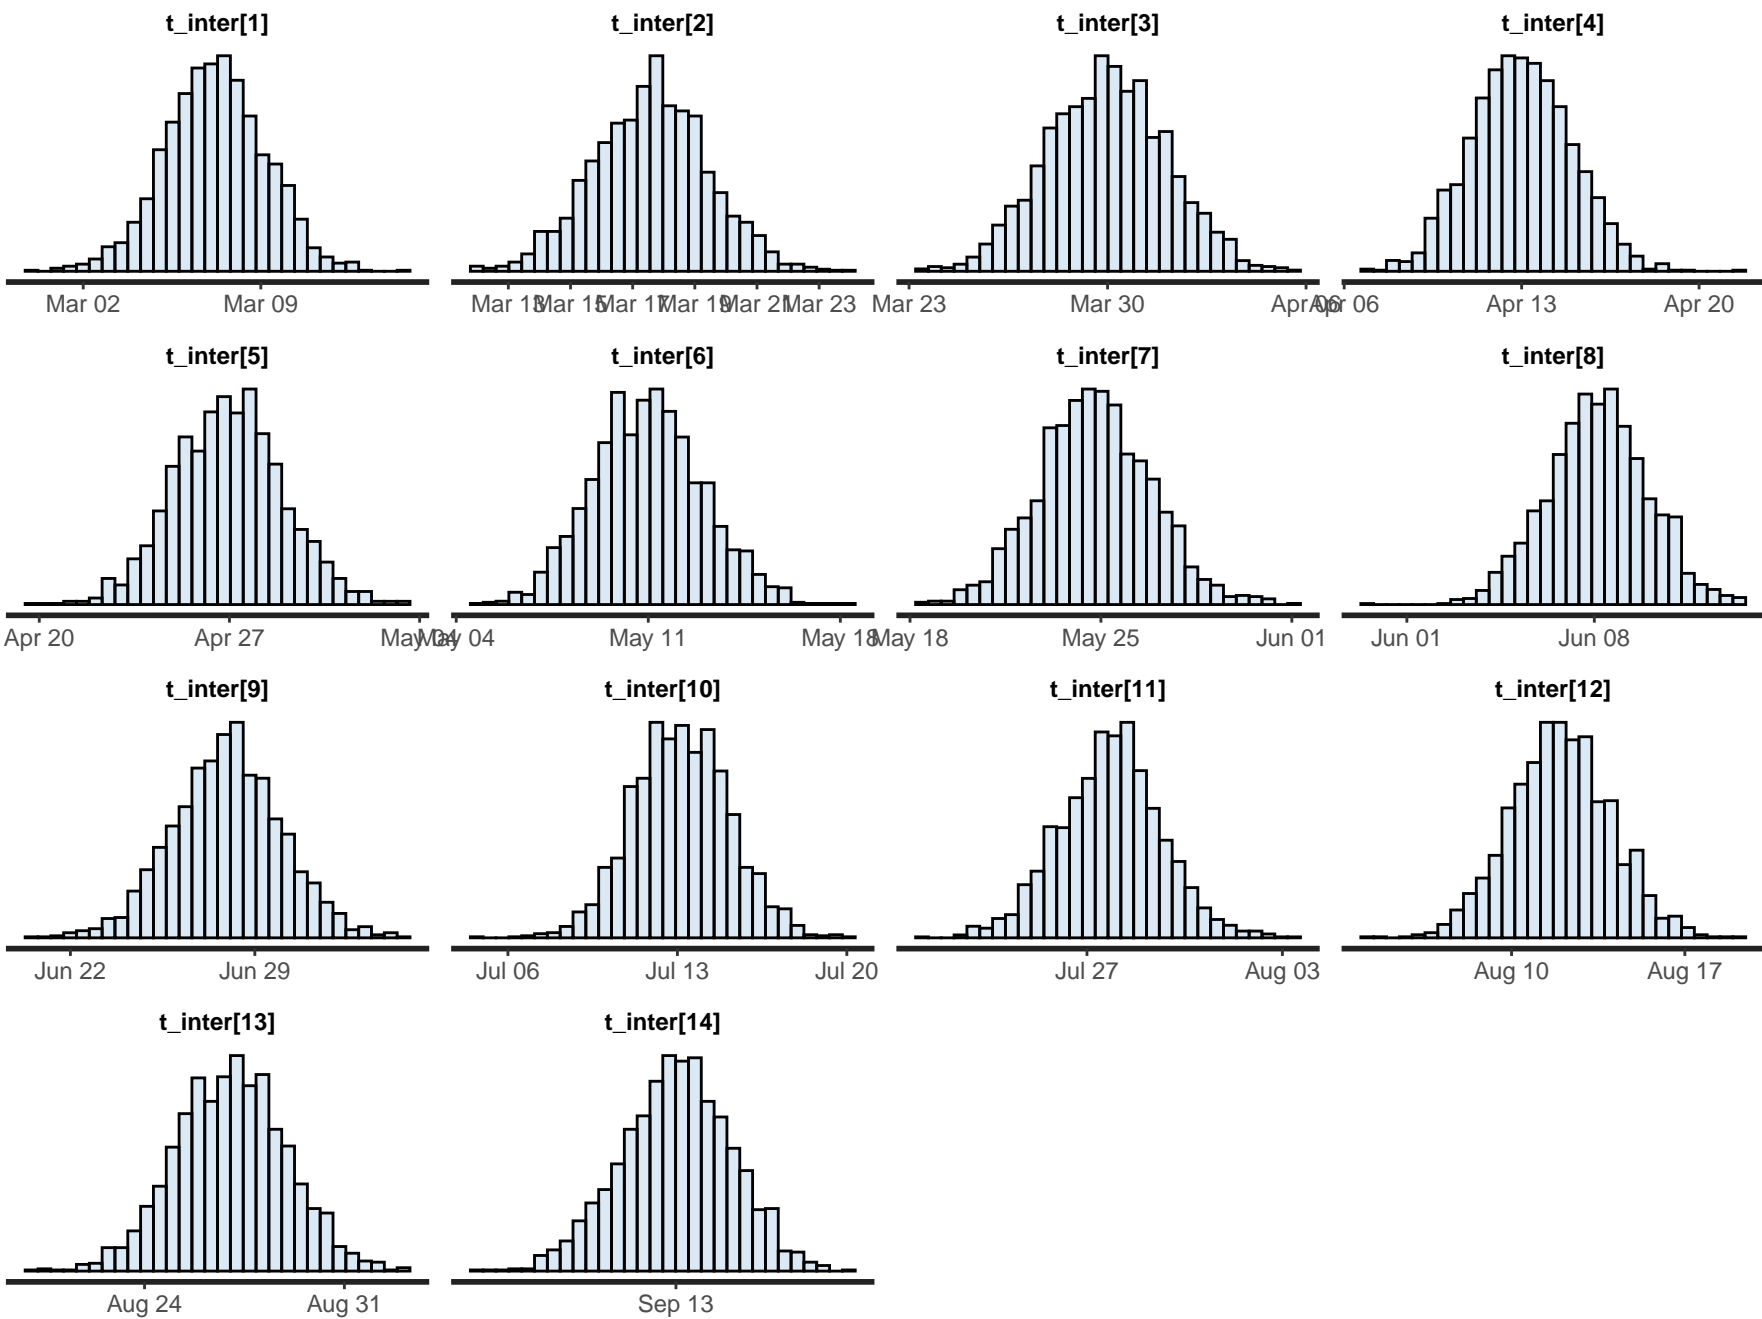 t_inter[1] t_inter[2] t_inter[3] t_inter[4]
Mar 02 Mar 09 Mar 13 Mar 15 Mar 17 Mar 19 Mar 21 Mar 23 Mar 23 Mar 30 Apr 06 Apr 06 Apr 13 Apr 20
t_inter[5] t_inter[6] t_inter[7] t_inter[8]
Apr 20 Apr 27 May 04 May 04 May 11 May 18 May 18 May 25 Jun 01 Jun 01 Jun 08
t_inter[9] t_inter[10] t_inter[11] t_inter[12]
Jun 22 Jun 29 Jul 06 Jul 13 Jul 20 Jul 27 Aug 03 Aug 10 Aug 17
t_inter[13] t_inter[14]
Aug 24 Aug 31 Sep 13